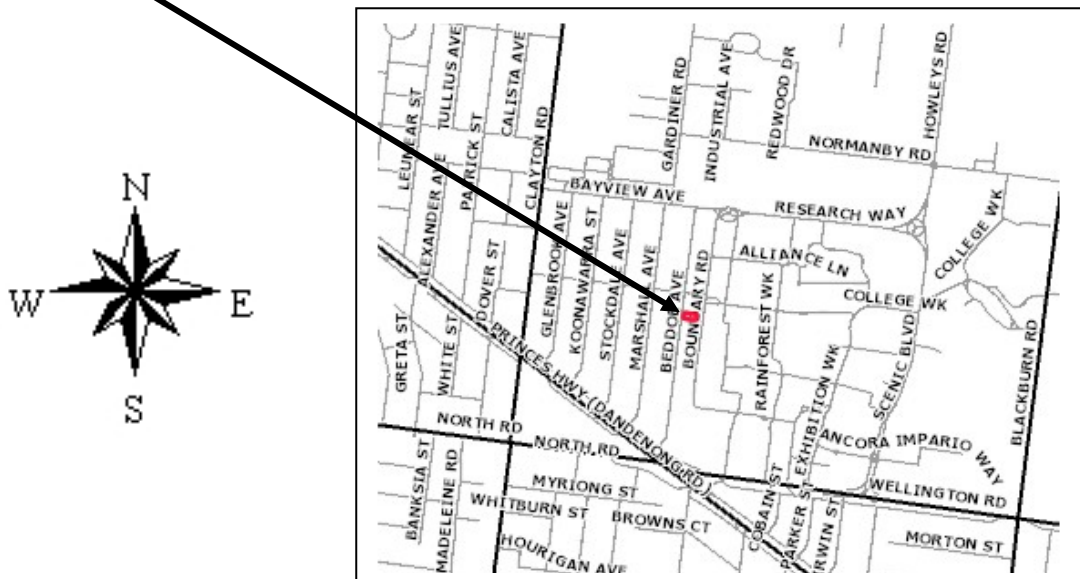 N
W
E
S
LEUMEAR ST
TULLIUS AVE
ALEXANDER AVE
PATRICK ST
CALISTA AVE
CLAYTON RD
GARDINER RD
INDUSTRIAL AVE
REDWOOD DR
HOWLEYS RD
NORMANBY RD
BAYVIEW AVE
RESEARCH WAY
COLLEGE WK
ALLIANCE LN
COLLEGE WK
GLENBROOK AVE
KOONAWARRA ST
STOCKDALE AVE
MARSHALL AVE
AVE
RD
RAINFOREST WK
EXHIBITION WK
SCENIC BLVD
BLACKBURN RD
DOVER ST
WHITE ST
GRETA ST
PRINCES HWY (DANDENONG RD)
NORTH RD
NORTH RD
ANCORA IMPARIO WAY
WELLINGTON RD
BANKSIA ST
MADELEINE RD
MYRIONG ST
WHITBURN ST
BROWNS CT
HOURIGAN AVE
COBAIN ST
PARKER ST
RWIN ST
MORTON ST